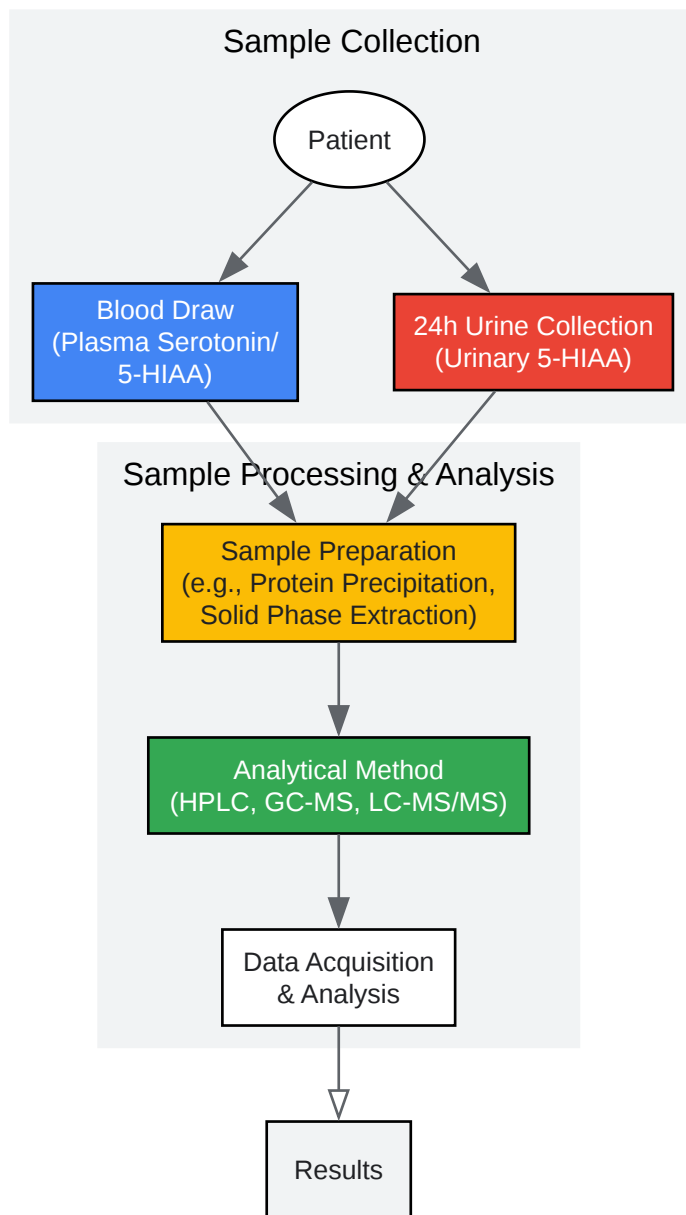 Sample Collection
Patient
Blood Draw
(Plasma Serotonin/
5-HIAA)
24h Urine Collection
(Urinary 5-HIAA)
Sample Processing & Analysis
Sample Preparation
(e.g., Protein Precipitation,
Solid Phase Extraction)
Analytical Method
(HPLC, GC-MS, LC-MS/MS)
Data Acquisition
& Analysis
Results